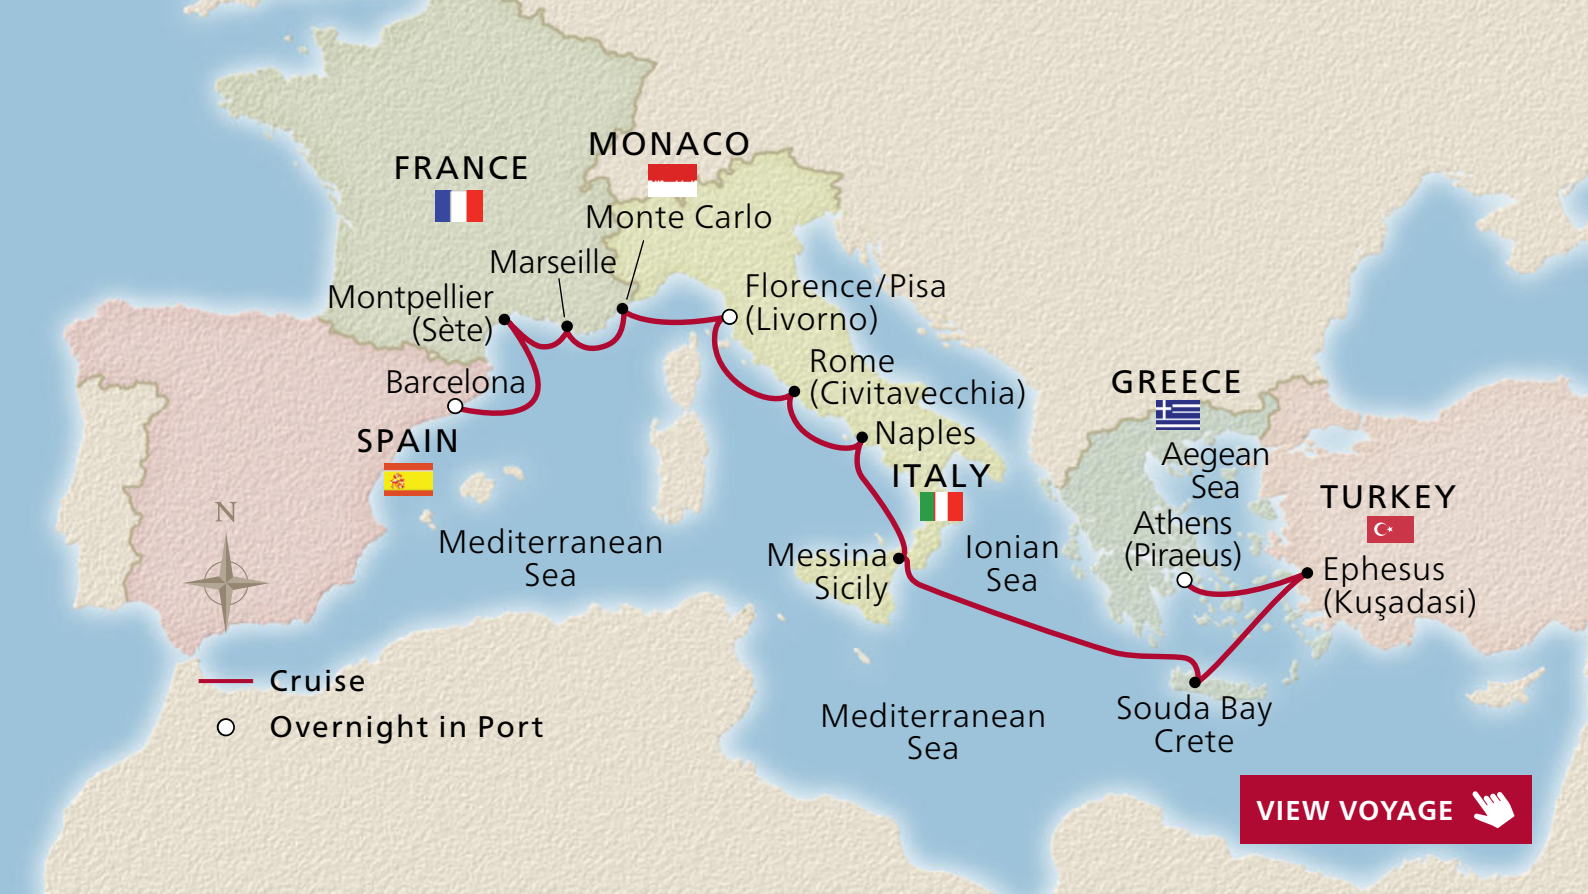 MONACO
FRANCE
Monte Carlo
Marseille
Montpellier
(Sète)
Florence/Pisa
(Livorno)
Rome
(Civitavecchia)
Barcelona
SPAIN
Naples
ITALY
GREECE
Aegean
Sea
TURKEY
Athens
(Piraeus)
Ephesus
(Kuşadasi)
N
Mediterranean
Sea
Messina
Sicily
Ionian
Sea
Cruise
Overnight in Port
Mediterranean
Sea
Souda Bay
Crete
VIEW VOYAGE